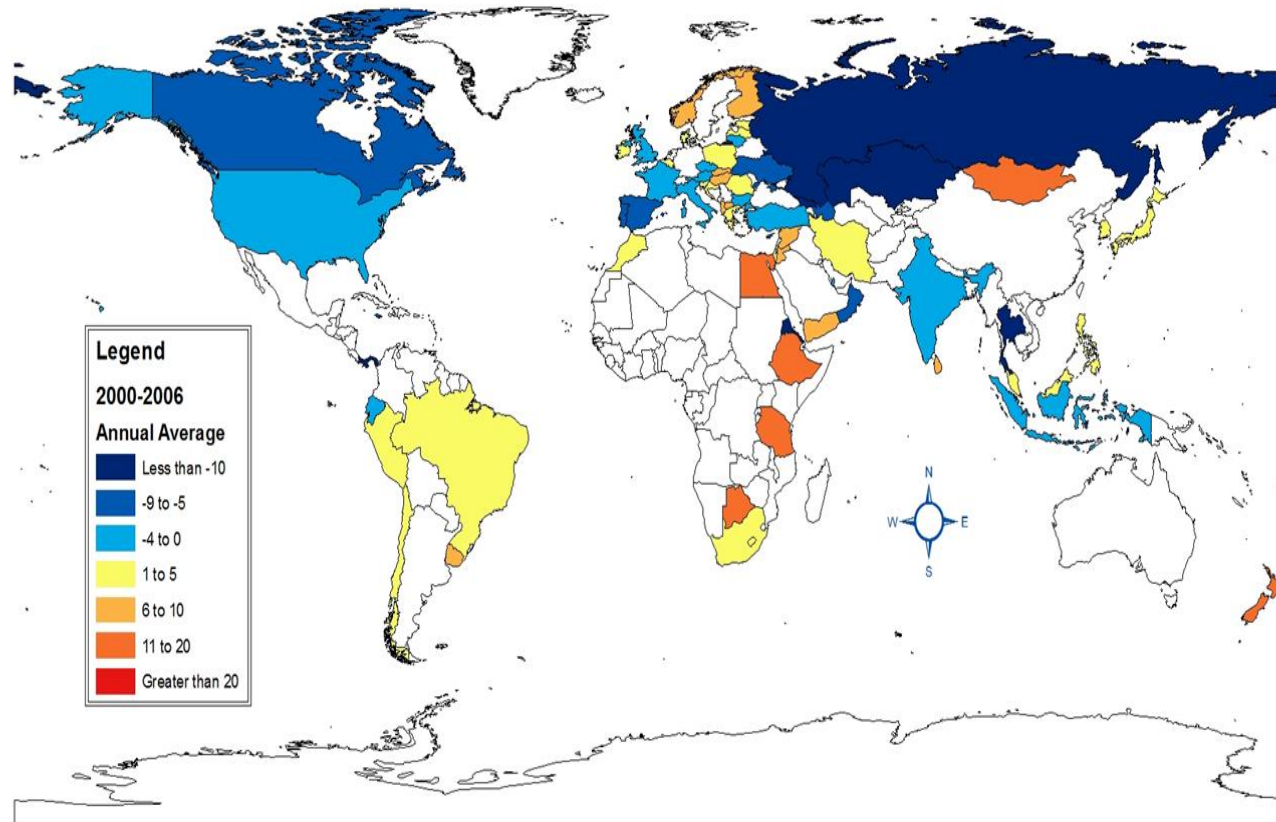 Legend
2000-2006
Annual Average
Less than -10
-9 to -5
-4 to 0
1 to 5
6 to 10
11 to 20
Greater than 20
N
W E
S